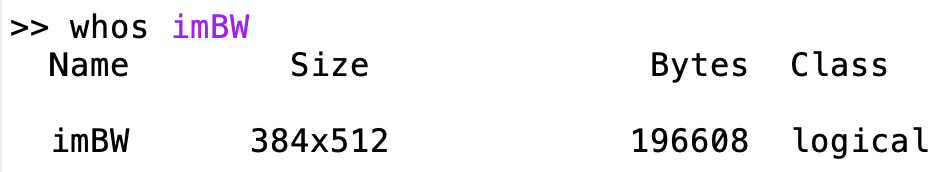 >> whos imBW
  Name        Size              Bytes  Class

  imBW      384x512            196608  logical